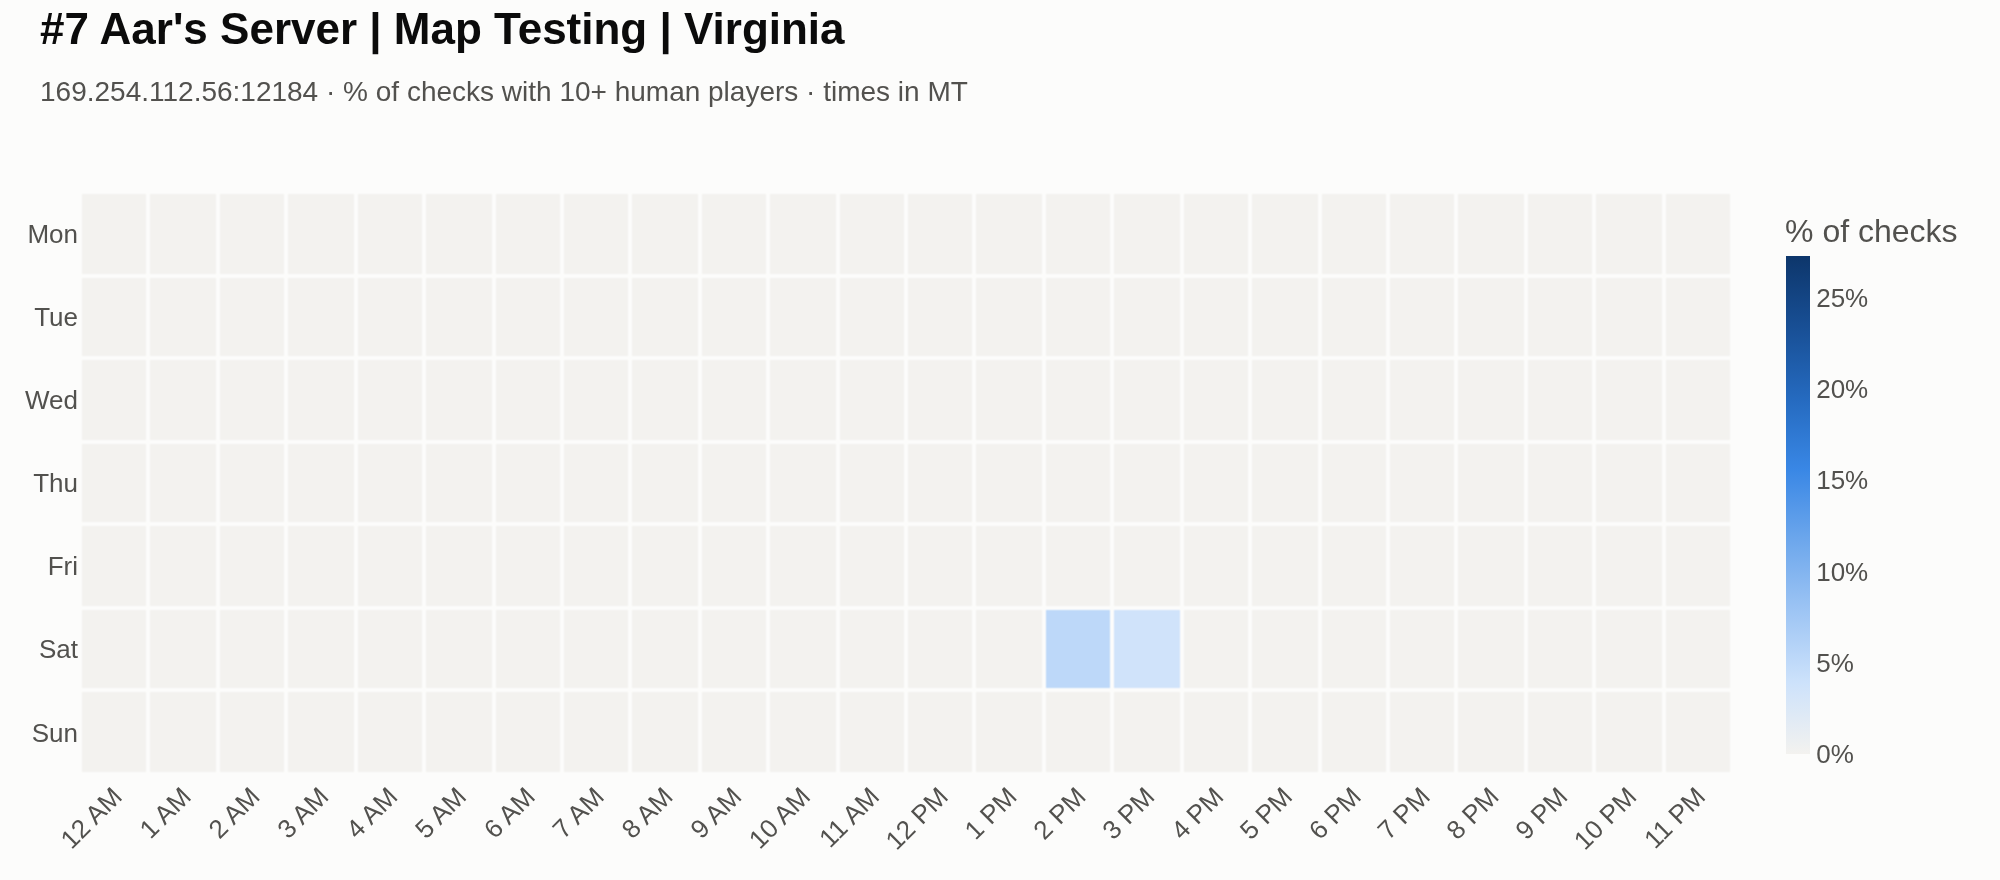 #7 Aar's Server | Map Testing | Virginia
169.254.112.56:12184 · % of checks with 10+ human players · times in MT
% of checks
Mon
Tue
Wed
Thu
Fri
Sat
Sun
25%
20%
15%
10%
5%
0%
12 AM
1 AM
2 AM
3 AM
4 AM
5 AM
6 AM
7 AM
8 AM
9 AM
10 AM
11 AM
12 PM
1 PM
2 PM
3 PM
4 PM
5 PM
6 PM
7 PM
8 PM
9 PM
10 PM
11 PM